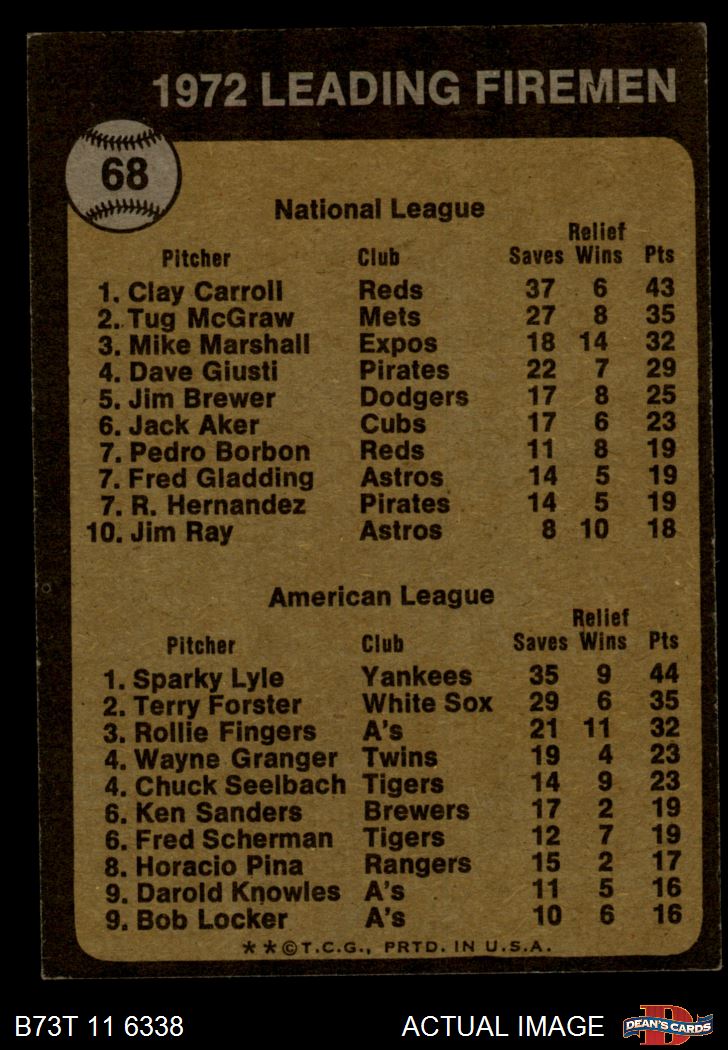 1972 LEADING FIREMEN
68
National League
Relief
Pitcher Club Saves Wins Pts
1. Clay Carroll Reds 37 6 43
2. Tug McGraw Mets 27 8 35
3. Mike Marshall Expos 18 14 32
4. Dave Giusti Pirates 22 7 29
5. Jim Brewer Dodgers 17 8 25
6. Jack Aker Cubs 17 6 23
7. Pedro Borbon Reds 11 8 19
7. Fred Gladding Astros 14 5 19
7. R. Hernandez Pirates 14 5 19
10. Jim Ray Astros 8 10 18
American League
Relief
Pitcher Club Saves Wins Pts
1. Sparky Lyle Yankees 35 9 44
2. Terry Forster White Sox 29 6 35
3. Rollie Fingers A's 21 11 32
4. Wayne Granger Twins 19 4 23
4. Chuck Seelbach Tigers 14 9 23
6. Ken Sanders Brewers 17 2 19
6. Fred Scherman Tigers 12 7 19
8. Horacio Pina Rangers 15 2 17
9. Darold Knowles A's 11 5 16
9. Bob Locker A's 10 6 16
**©T.C.G., PRTD. IN U.S.A.
B73T 11 6338 ACTUAL IMAGE D DEAN'S CARDS